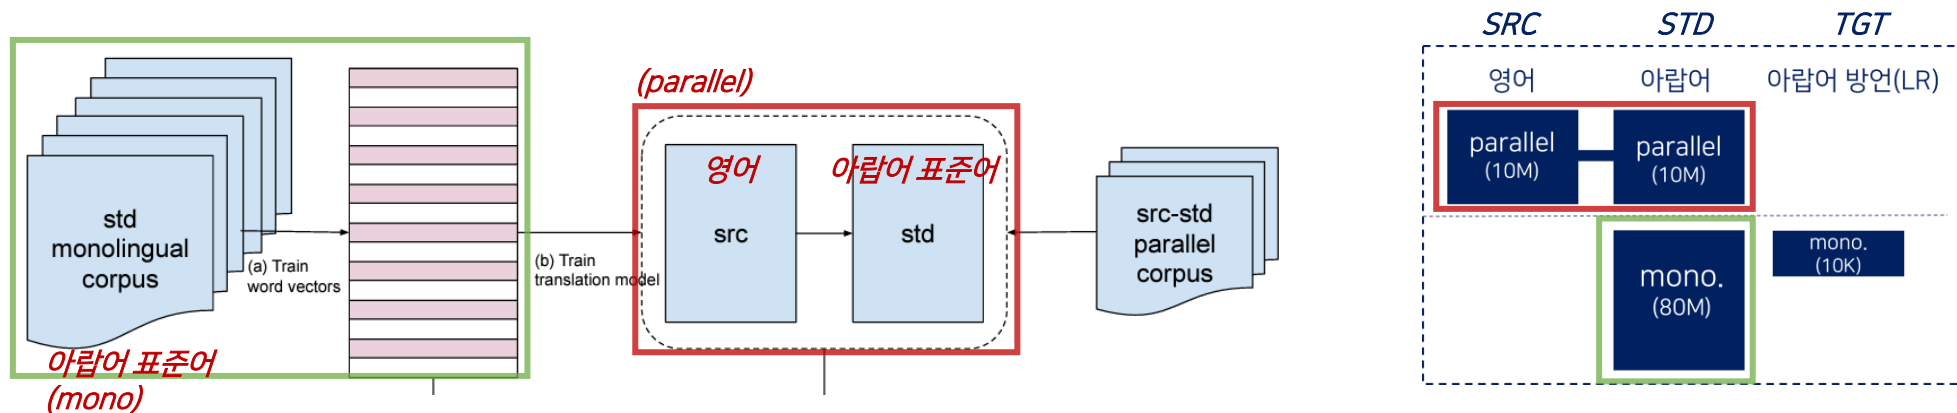 std
monolingual
corpus
(a) Train
word vectors
아랍어 표준어
(mono)
(b) Train
translation model
(parallel)
영어
아랍어 표준어
src
std
src-std
parallel
corpus
SRC
STD
TGT
영어
아랍어
아랍어 방언(LR)
parallel
(10M)
parallel
(10M)
mono.
(80M)
mono.
(10K)